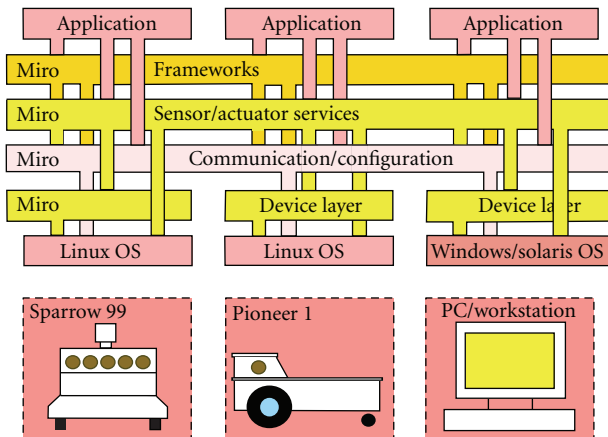 Application Application Application
Miro Frameworks
Miro Sensor/actuator services
Miro Communication/configuration
Miro Device layer Device layer
Linux OS Linux OS Windows/solaris OS
Sparrow 99 Pioneer 1 PC/workstation